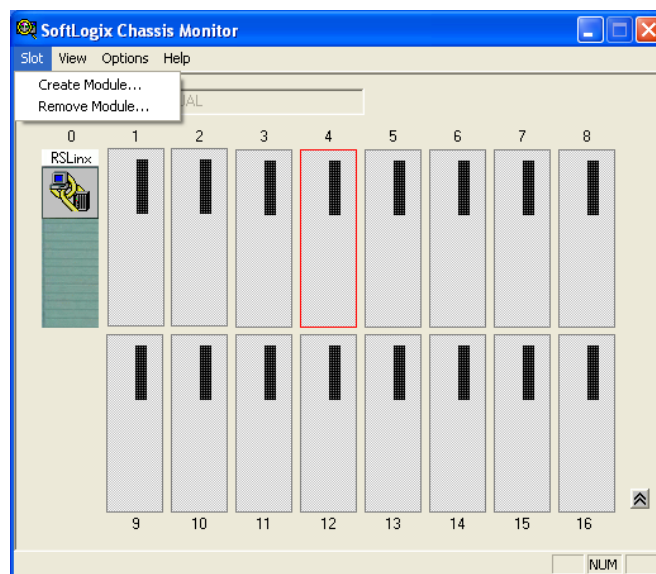 SoftLogix Chassis Monitor
Slot View Options Help
Create Module...
Remove Module...
0 1 2 3 4 5 6 7 8
RSLinx
9 10 11 12 13 14 15 16
NUM